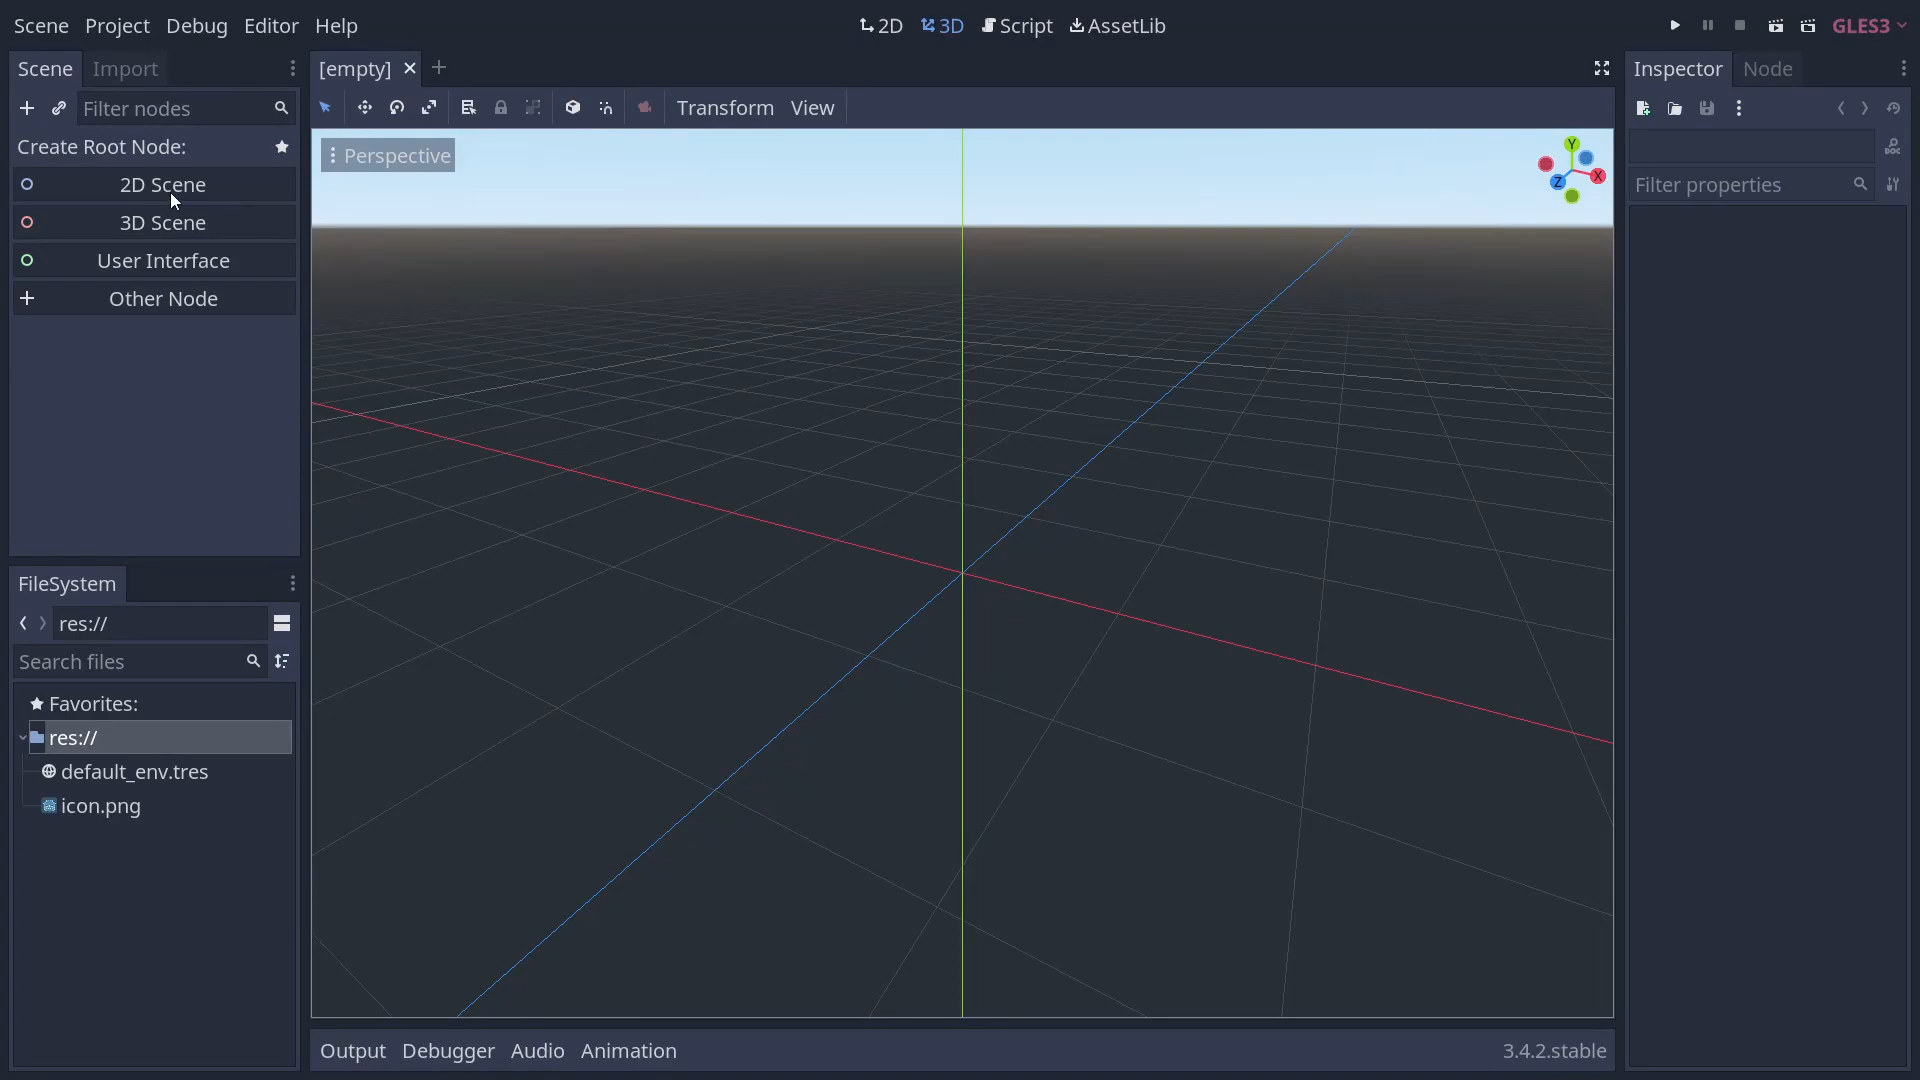 Scene Project Debug Editor Help
2D 3D Script AssetLib
GLES3
Scene Import
Filter nodes
Create Root Node:
2D Scene
3D Scene
User Interface
Other Node
FileSystem
res://
Search files
Favorites:
res://
default_env.tres
icon.png
[empty]
Transform View
Perspective
Y
X
Z
Output Debugger Audio Animation
3.4.2.stable
Inspector Node
DOC
Filter properties